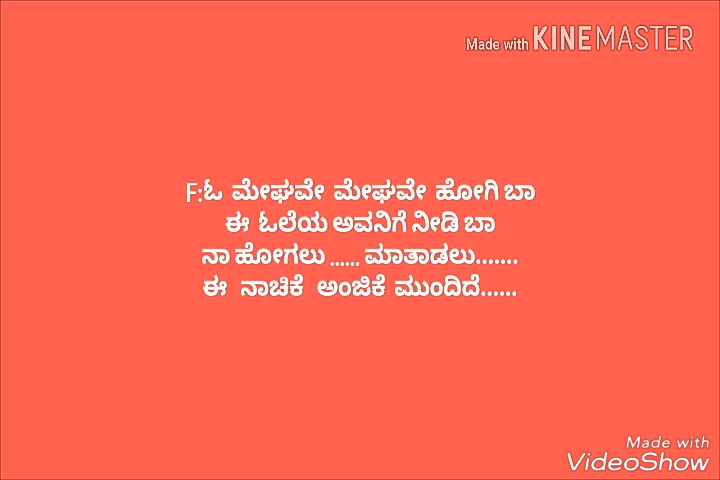 Made with KINEMASTER
F:ಓ ಮೇಘವೇ ಮೇಘವೇ ಹೋಗಿ ಬಾ
ಈ ಓಲೆಯ ಅವನಿಗೆ ನೀಡಿ ಬಾ
ನಾ ಹೋಗಲು ...... ಮಾತಾಡಲು.......
ಈ ನಾಚಿಕೆ ಅಂಜಿಕೆ ಮುಂದಿದೆ......
Made with
VideoShow